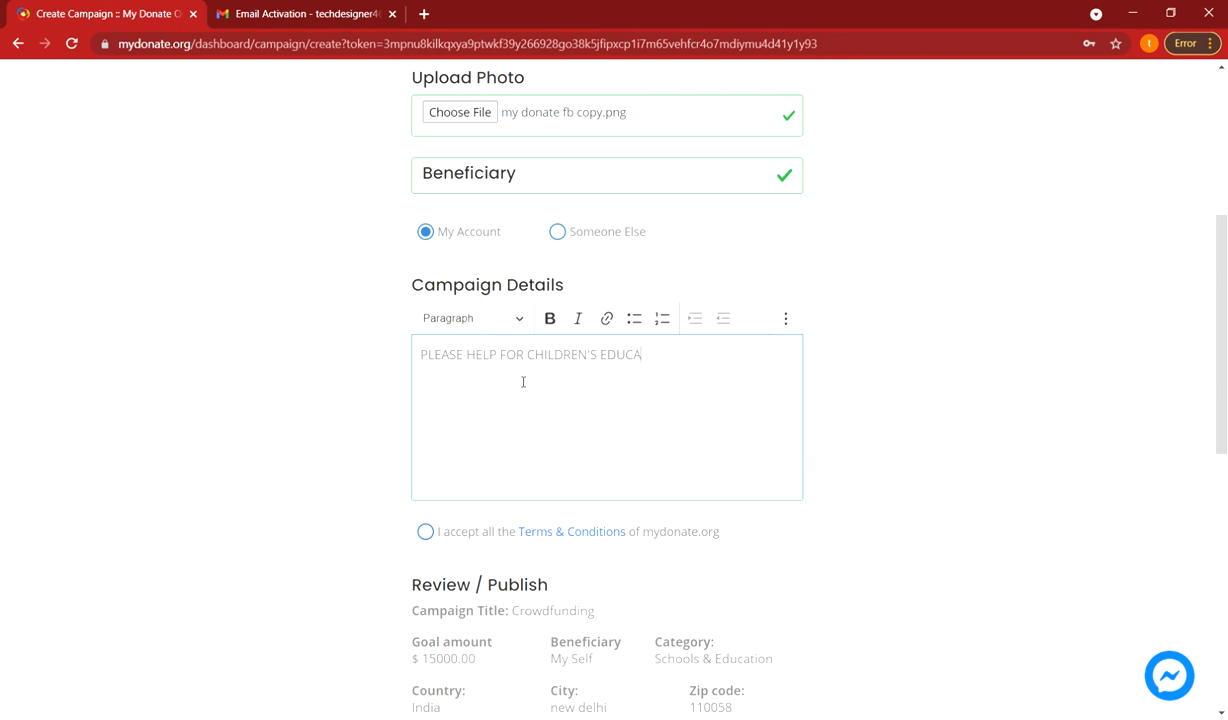 Create Campaign :: My Donate O
Email Activation - techdesigner4
mydonate.org/dashboard/campaign/create?token=3mpnu8kilkqxya9ptwkf39y266928go38k5jfipxcp1i7m65vehfcr4o7mdiymu4d41y1y93
t
Error
Upload Photo
Choose File my donate fb copy.png
Beneficiary
My Account Someone Else
Campaign Details
Paragraph B I
PLEASE HELP FOR CHILDREN'S EDUCA
I accept all the Terms & Conditions of mydonate.org
Review / Publish
Campaign Title: Crowdfunding
Goal amount Beneficiary Category:
$ 15000.00 My Self Schools & Education
Country: City: Zip code:
India new delhi 110058